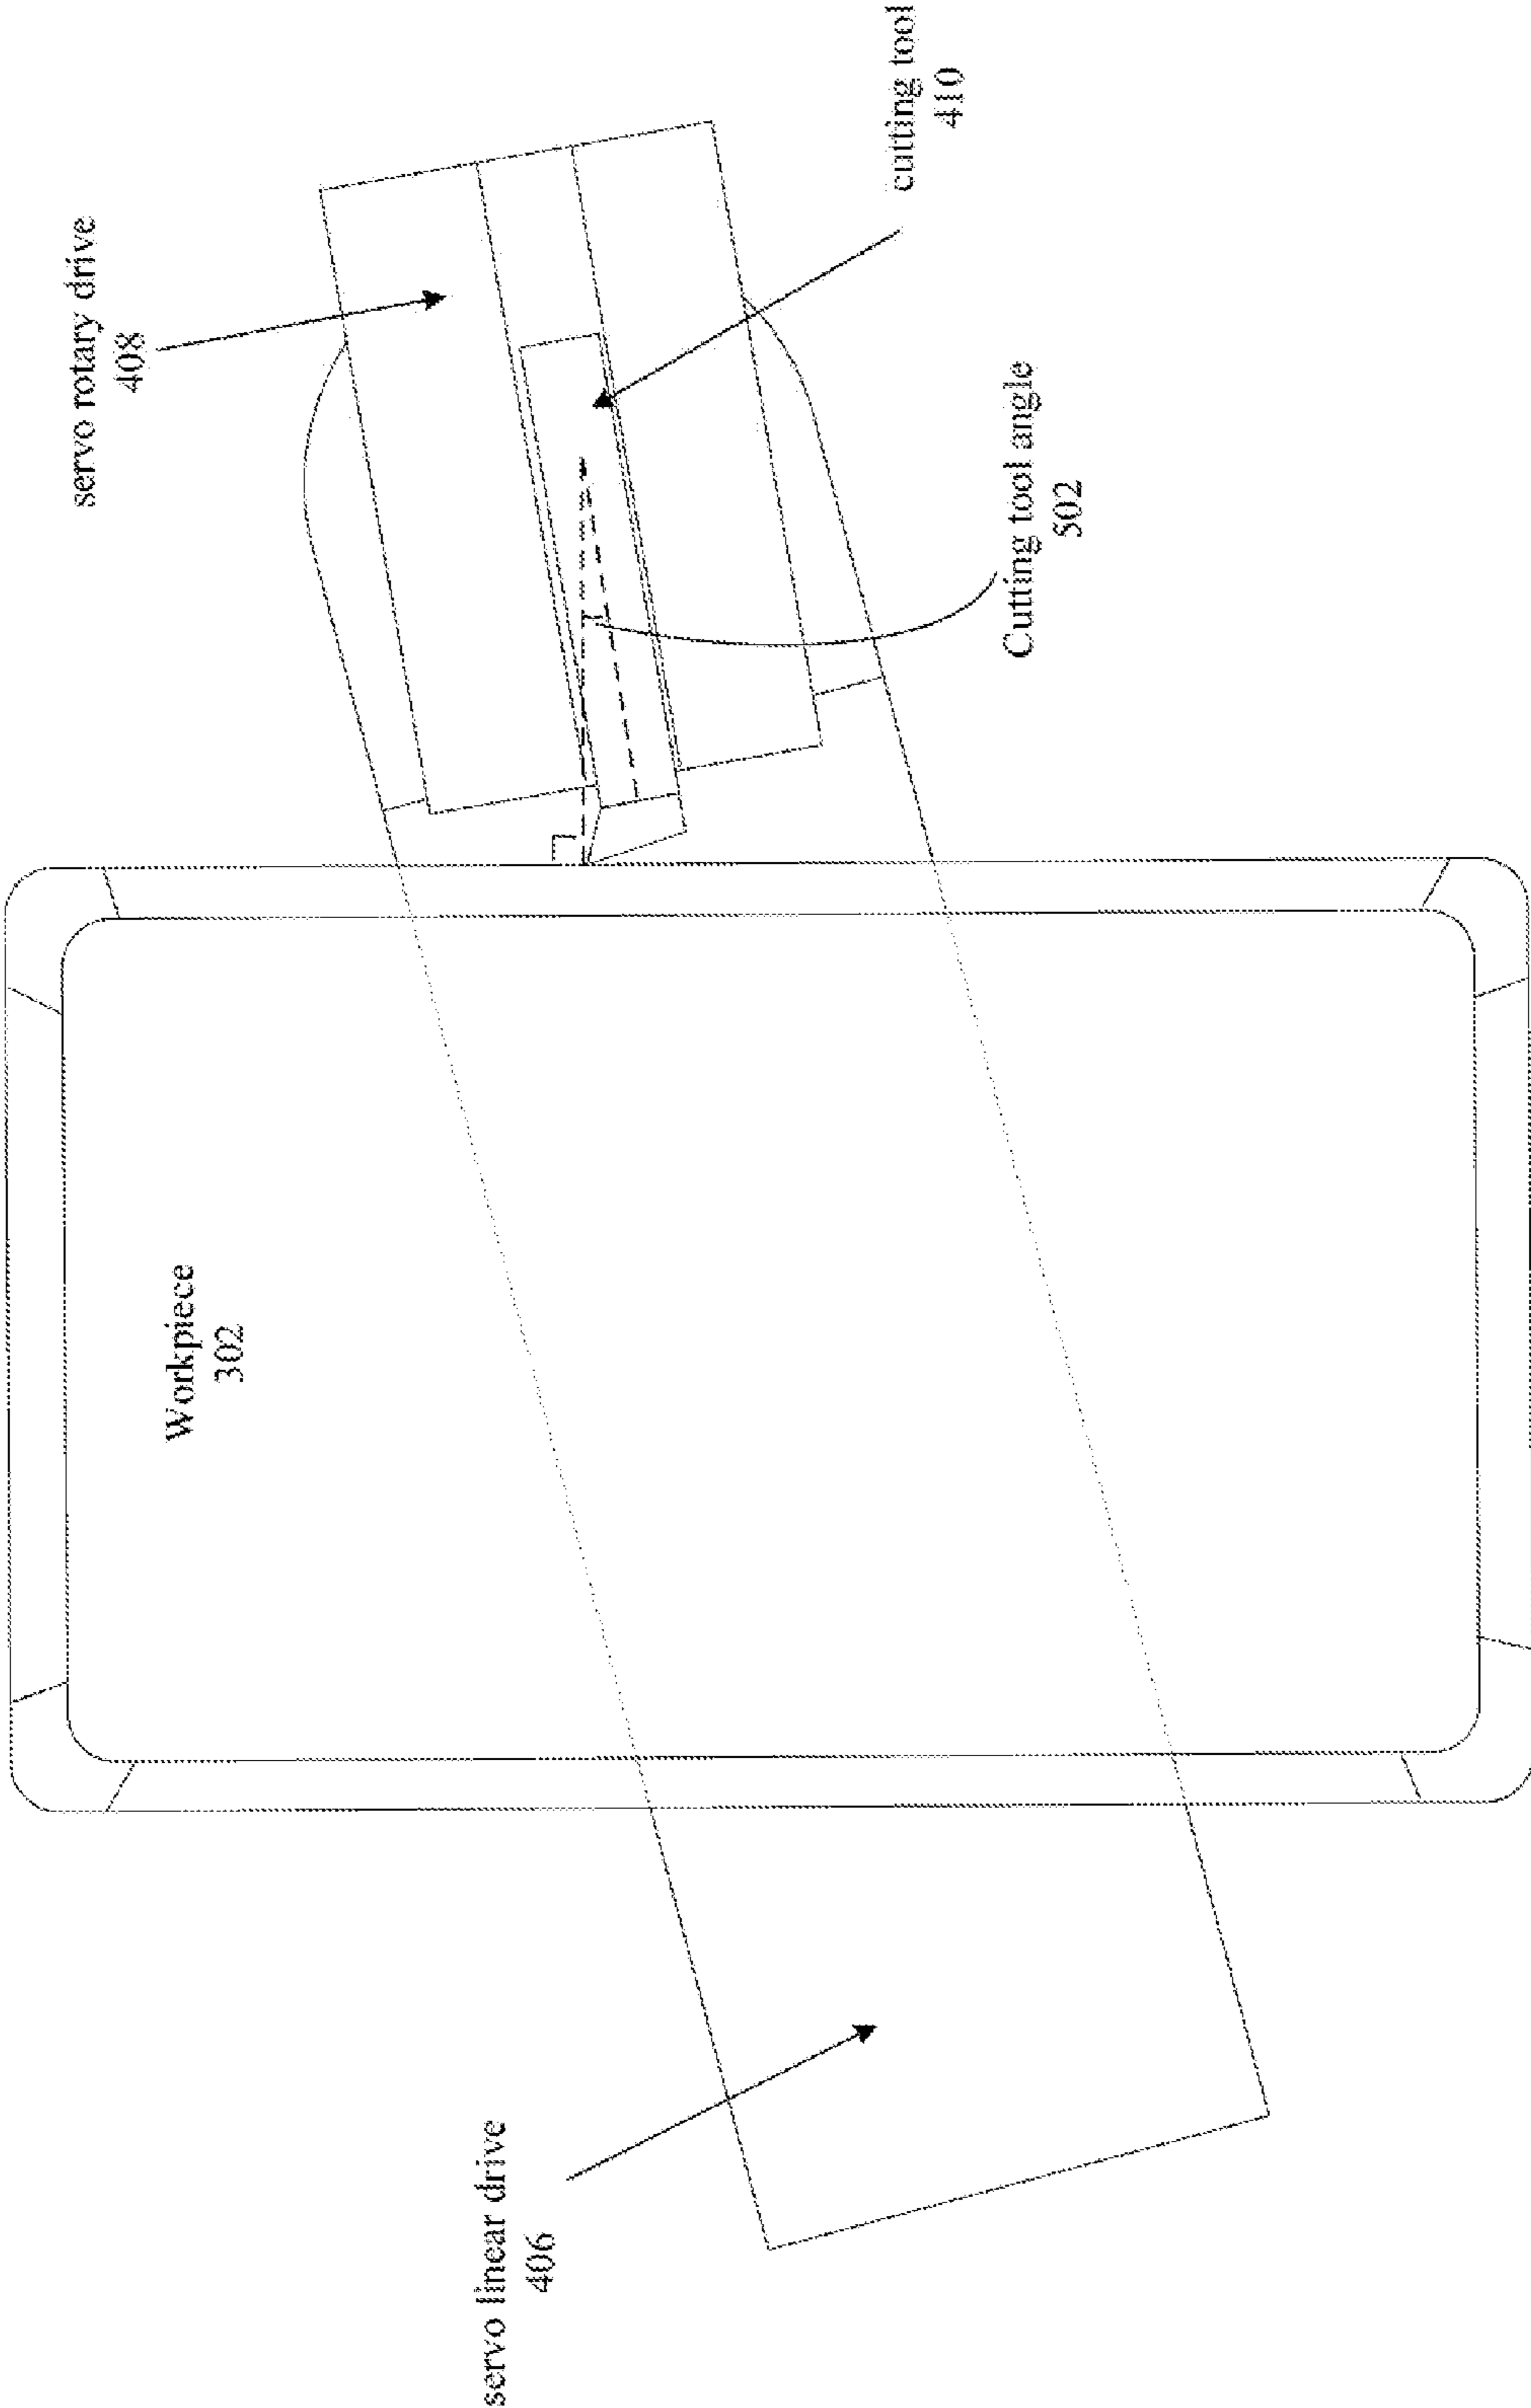 servo rotary drive
408
cutting tool
410
Cutting tool angle
502
Workpiece
302
servo linear drive
406